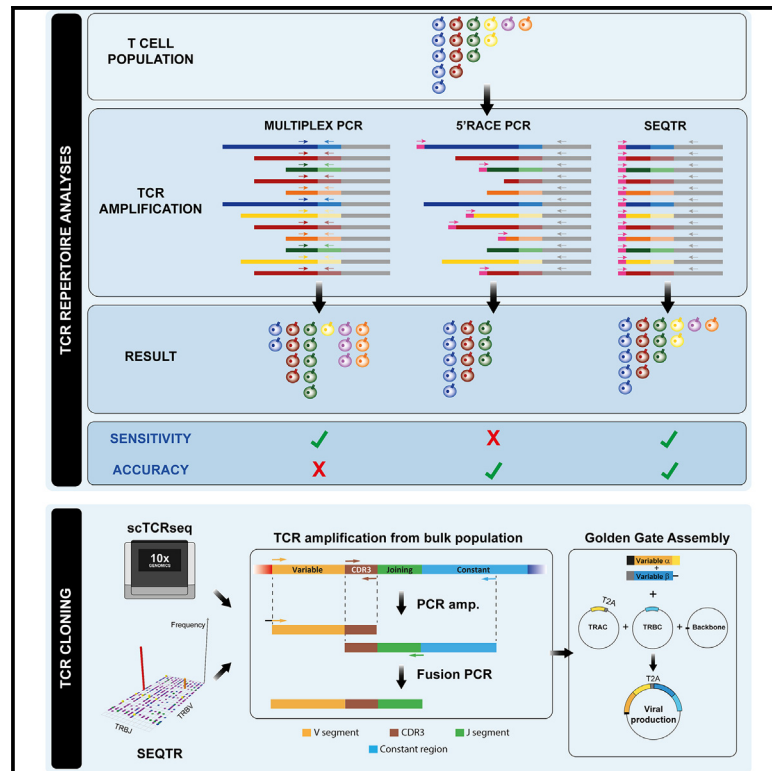 TCR REPERTOIRE ANALYSES
T CELL
POPULATION
MULTIPLEX PCR
5'RACE PCR
SEQTR
TCR
AMPLIFICATION
RESULT
SENSITIVITY
ACCURACY
TCR CLONING
scTCRseq
10x
GENOMICS
Frequency
TRBV
TRBJ
SEQTR
TCR amplification from bulk population
Variable
CDR3
Joining
Constant
PCR amp.
Fusion PCR
V segment
CDR3
J segment
Constant region
Golden Gate Assembly
Variable α
+
Variable β
+
T2A
TRAC
+
TRBC
+
Backbone
T2A
Viral
production